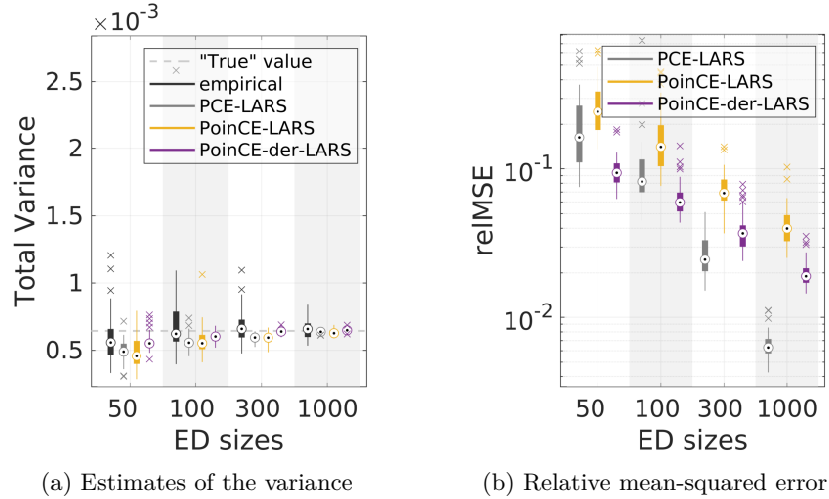 ×10⁻³
2.5
2
1.5
1
0.5
Total Variance
"True" value
empirical
PCE-LARS
PoinCE-LARS
PoinCE-der-LARS
50 100 300 1000
ED sizes
(a) Estimates of the variance
10⁻¹
10⁻²
relMSE
PCE-LARS
PoinCE-LARS
PoinCE-der-LARS
50 100 300 1000
ED sizes
(b) Relative mean-squared error